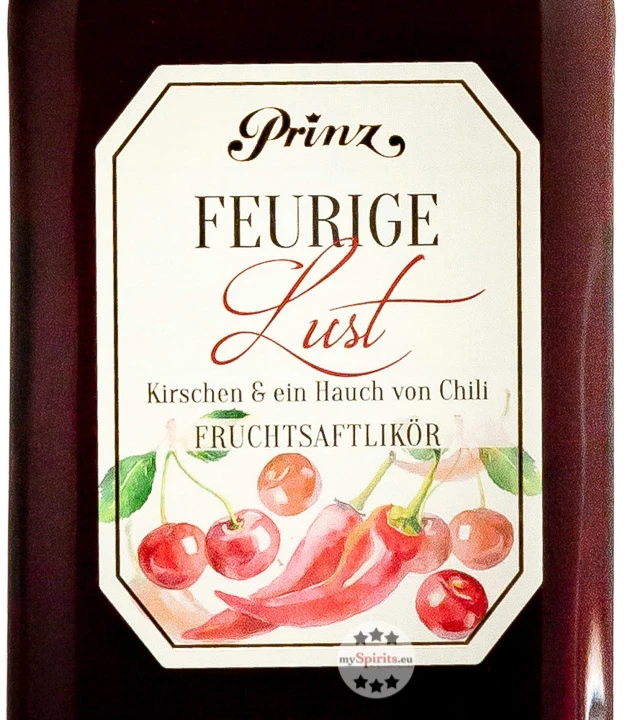 Prinz
FEURIGE
Lust
Kirschen & ein Hauch von Chili
FRUCHTSAFTLIKÖR
mySpirits.eu